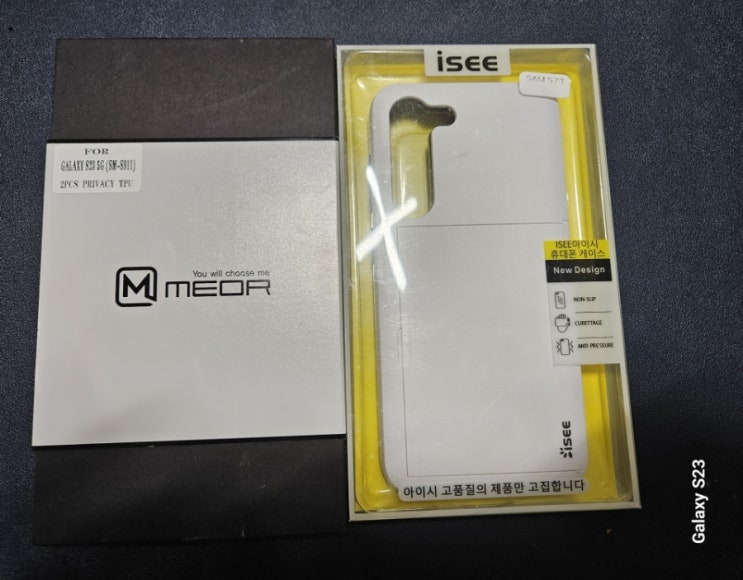 FOR
GALAXY S23 5G (SM-S911)
2PCS PRIVACY TPU
You will choose me
MEOR
iSEE
SAM S23
ISEE아이시
휴대폰 케이스
New Design
NON-SLIP
CURETTAGE
ANTI PRESSURE
iSEE
아이시 고품질의 제품만 고집합니다
Galaxy S23